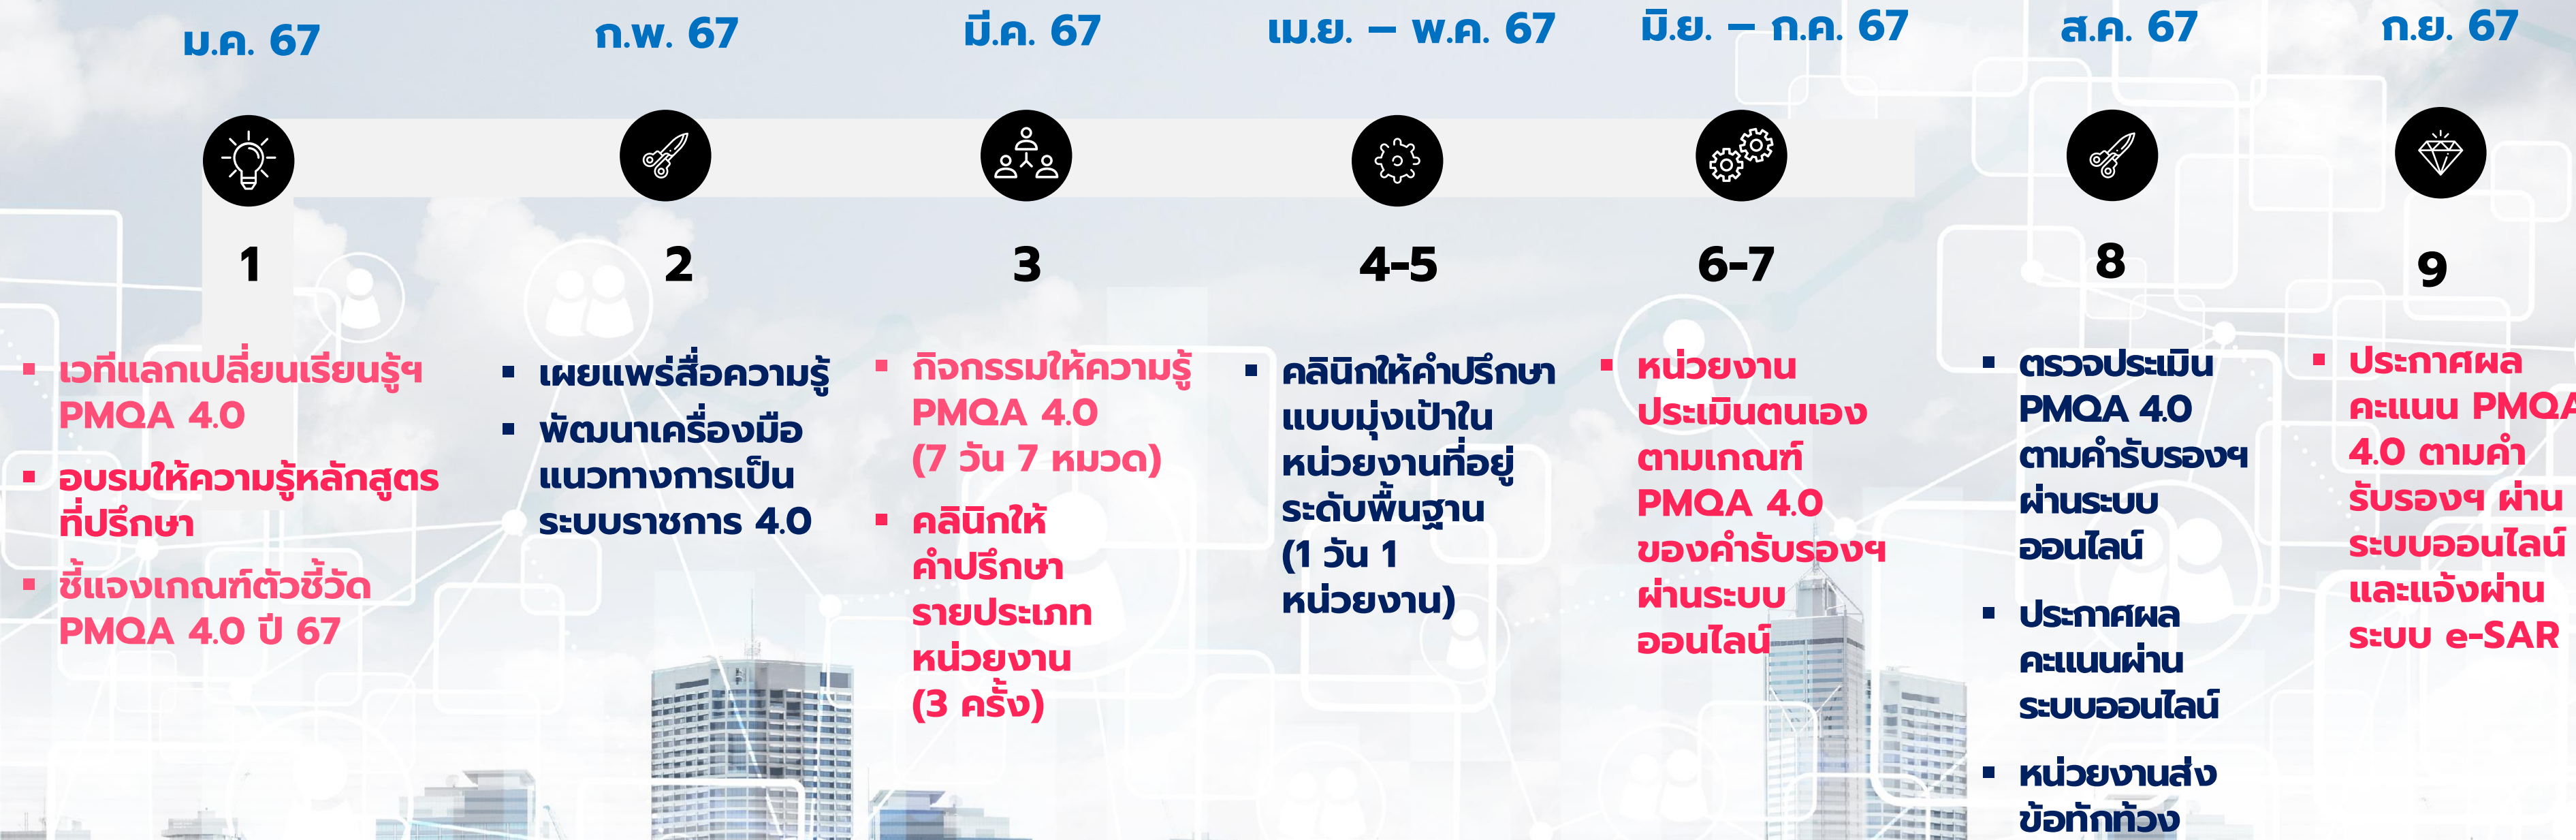 ม.ค. 67
ก.พ. 67
มี.ค. 67
เม.ย. – พ.ค. 67
มิ.ย. – ก.ค. 67
ส.ค. 67
ก.ย. 67
1
2
3
4-5
6-7
8
9
▪ เวทีแลกเปลี่ยนเรียนรู้ฯ
PMQA 4.0
▪ อบรมให้ความรู้หลักสูตร
ที่ปรึกษา
▪ ชี้แจงเกณฑ์ตัวชี้วัด
PMQA 4.0 ปี 67
▪ เผยแพร่สื่อความรู้
▪ พัฒนาเครื่องมือ
แนวทางการเป็น
ระบบราชการ 4.0
▪ กิจกรรมให้ความรู้
PMQA 4.0
(7 วัน 7 หมวด)
▪ คลินิกให้
คำปรึกษา
รายประเภท
หน่วยงาน
(3 ครั้ง)
▪ คลินิกให้คำปรึกษา
แบบมุ่งเป้าใน
หน่วยงานที่อยู่
ระดับพื้นฐาน
(1 วัน 1
หน่วยงาน)
▪ หน่วยงาน
ประเมินตนเอง
ตามเกณฑ์
PMQA 4.0
ของคำรับรองฯ
ผ่านระบบ
ออนไลน์
▪ ตรวจประเมิน
PMQA 4.0
ตามคำรับรองฯ
ผ่านระบบ
ออนไลน์
▪ ประกาศผล
คะแนนผ่าน
ระบบออนไลน์
▪ หน่วยงานส่ง
ข้อทักท้วง
▪ ประกาศผล
คะแนน PMQA
4.0 ตามคำ
รับรองฯ ผ่าน
ระบบออนไลน์
และแจ้งผ่าน
ระบบ e-SAR